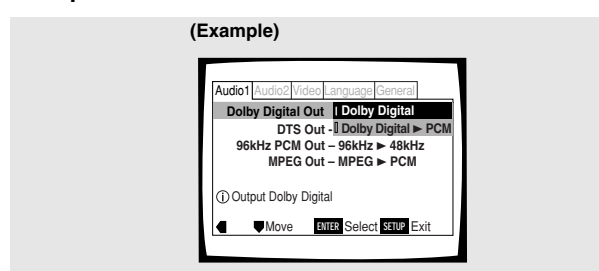 (Example)
Audio1 Audio2 Video1 Language General
Dolby Digital Out Dolby Digital
DTS Out - Dolby Digital ► PCM
96kHz PCM Out – 96kHz ► 48kHz
MPEG Out – MPEG ► PCM
ⓘ Output Dolby Digital
Move ENTER Select SETUP Exit